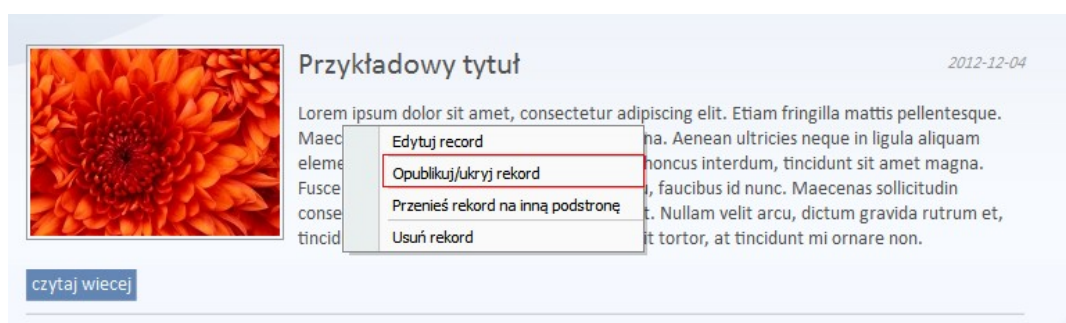 Przykładowy tytuł
2012-12-04
Lorem ipsum dolor sit amet, consectetur adipiscing elit. Etiam fringilla mattis pellentesque.
Maec na. Aenean ultricies neque in ligula aliquam
eleme honcus interdum, tincidunt sit amet magna.
Fusce , faucibus id nunc. Maecenas sollicitudin
conse t. Nullam velit arcu, dictum gravida rutrum et,
tincid it tortor, at tincidunt mi ornare non.
Edytuj record
Opublikuj/ukryj rekord
Przenieś rekord na inną podstronę
Usuń rekord
czytaj wiecej